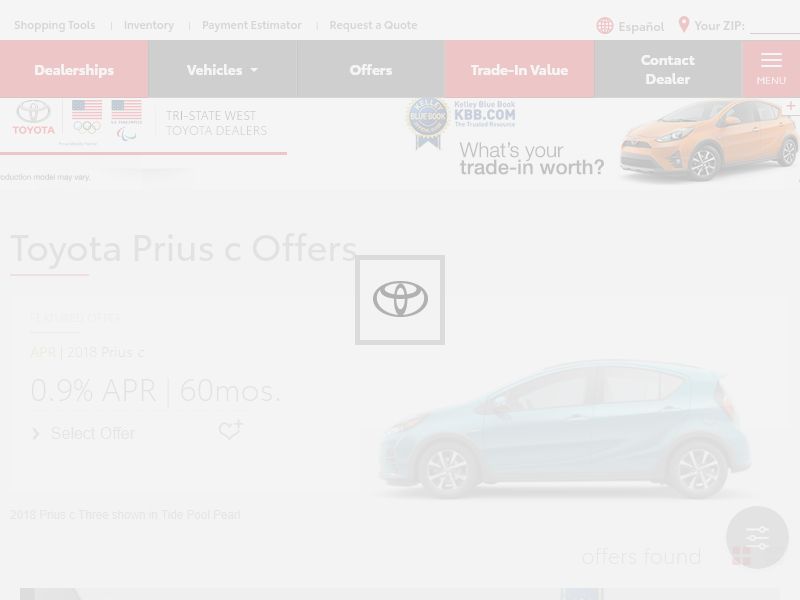 Shopping Tools
Inventory
Payment Estimator
Request a Quote
Español
Your ZIP:
Dealerships
Vehicles
Offers
Trade-In Value
Contact
Dealer
MENU
TOYOTA
TRI-STATE WEST
TOYOTA DEALERS
KELLEY
BLUE BOOK
Kelley Blue Book
KBB.COM
The Trusted Resource
What's your
trade-in worth?
roduction model may vary.
Toyota Prius c Offers
FEATURED OFFER
APR | 2018 Prius c
0.9% APR | 60mos.
Select Offer
2018 Prius c Three shown in Tide Pool Pearl
offers found